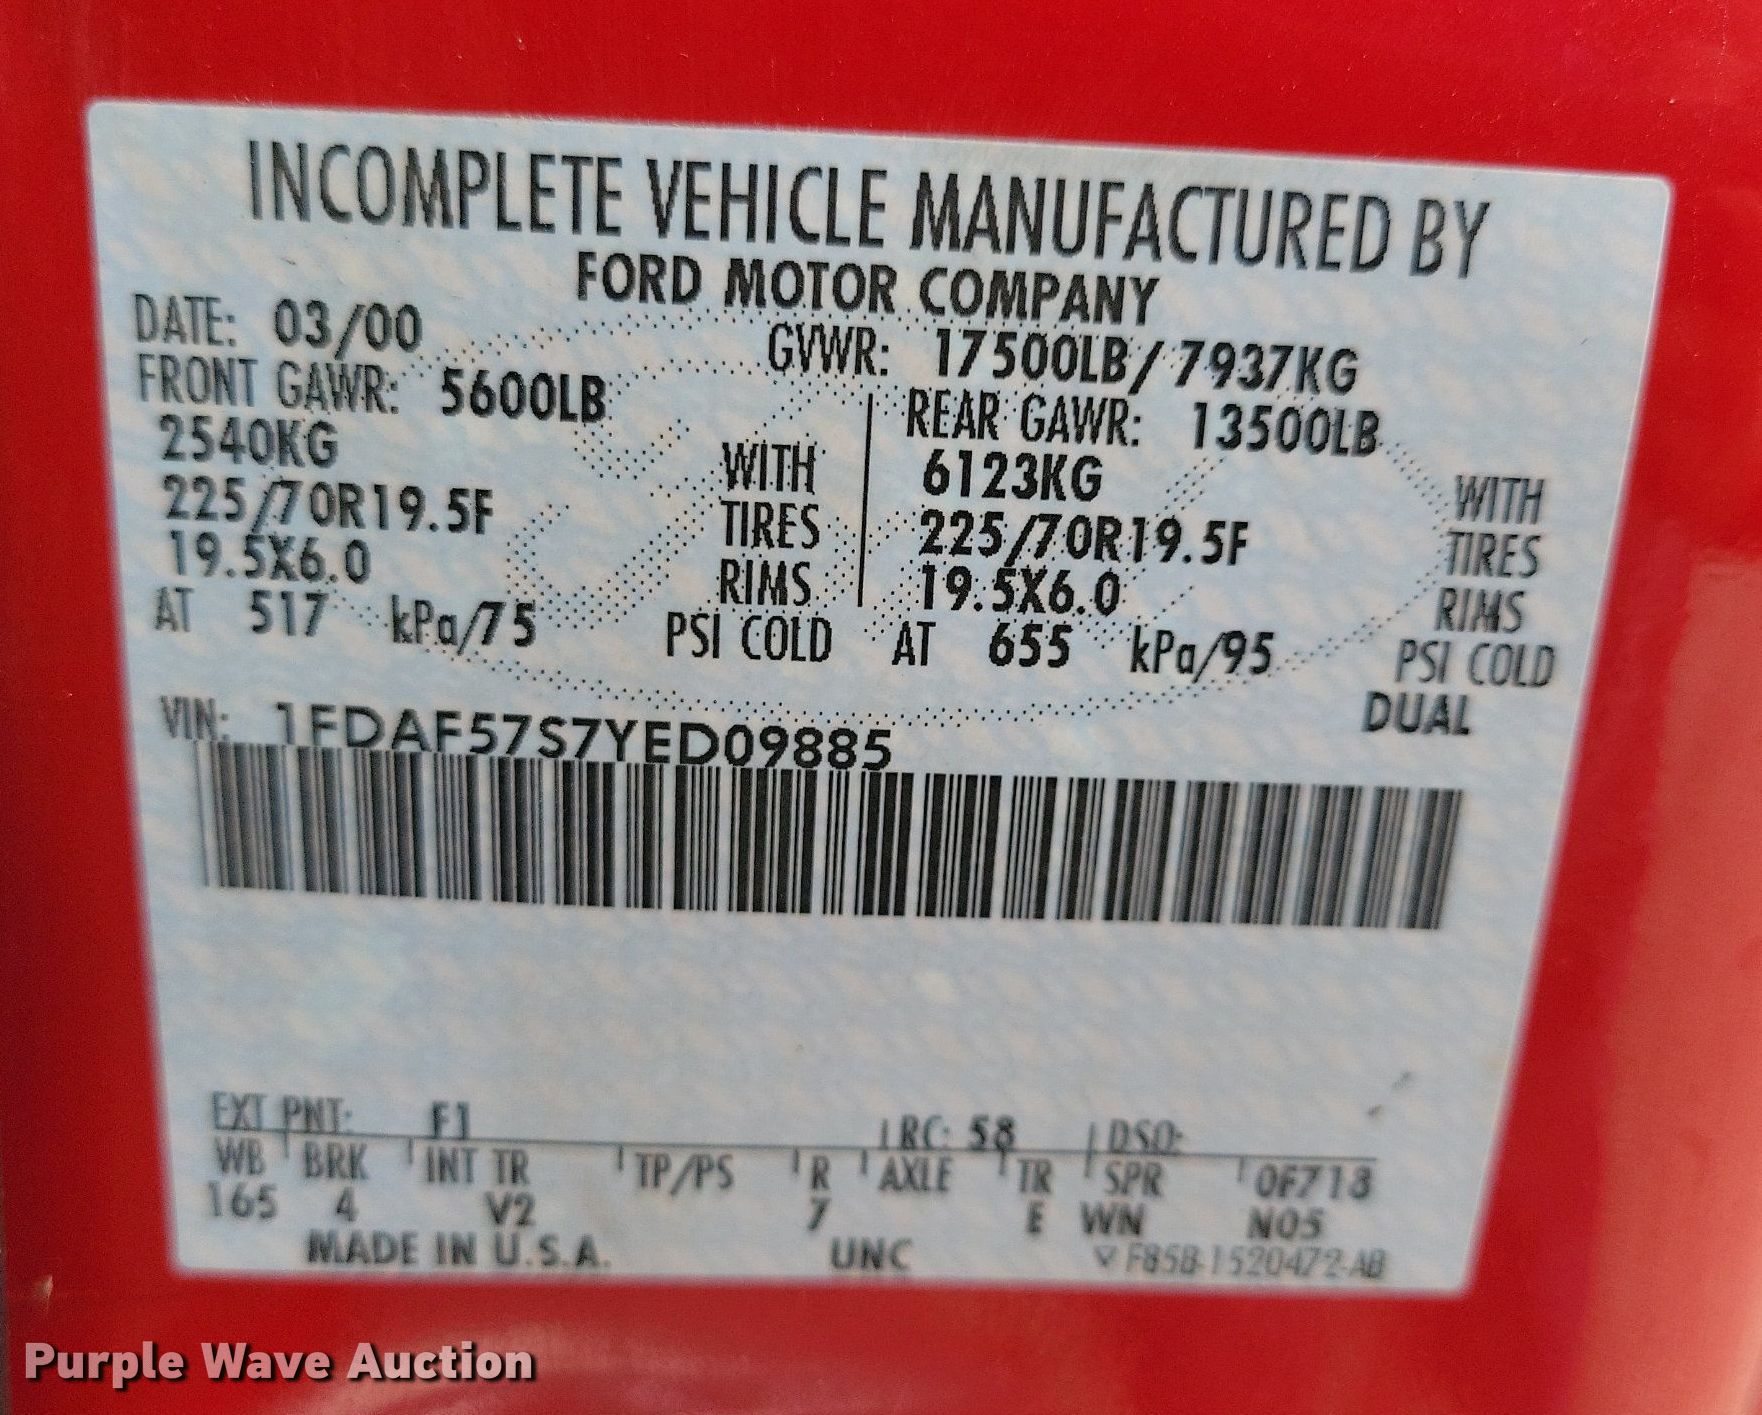 INCOMPLETE VEHICLE MANUFACTURED BY
FORD MOTOR COMPANY
DATE: 03/00 GVWR: 17500LB/7937KG
FRONT GAWR: 5600LB REAR GAWR: 13500LB
2540KG WITH 6123KG WITH
225/70R19.5F TIRES 225/70R19.5F TIRES
19.5X6.0 RIMS 19.5X6.0 RIMS
AT 517 kPa/75 PSI COLD AT 655 kPa/95 PSI COLD
DUAL
VIN: 1FDAF57S7YED09885
EXT PNT: F1 RC: 58 DSO:
WB BRK INT TR TP/PS R AXLE TR SPR 0F718
165 4 V2 7 E WN N05
MADE IN U.S.A. UNC F85B-1520472-AB
Purple Wave Auction